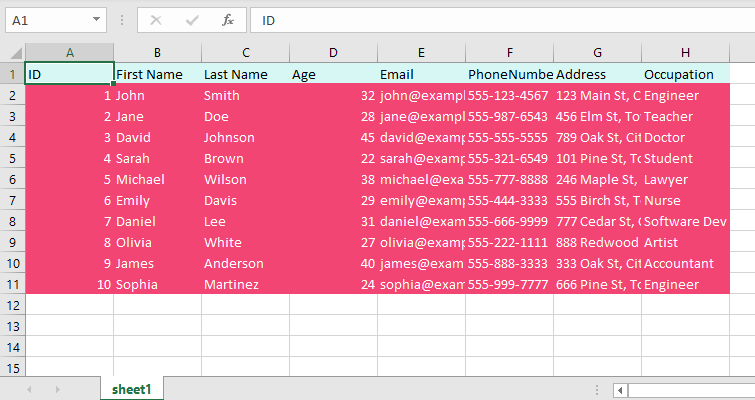 A1 fx ID
A B C D E F G H
1 ID First Name Last Name Age Email PhoneNumbe Address Occupation
2 1 John Smith 32 john@exampl 555-123-4567 123 Main St, C Engineer
3 2 Jane Doe 28 jane@examp 555-987-6543 456 Elm St, To Teacher
4 3 David Johnson 45 david@examp 555-555-5555 789 Oak St, Cit Doctor
5 4 Sarah Brown 22 sarah@examp 555-321-6549 101 Pine St, To Student
6 5 Michael Wilson 38 michael@exa 555-777-8888 246 Maple St, Lawyer
7 6 Emily Davis 29 emily@examp 555-444-3333 555 Birch St, T Nurse
8 7 Daniel Lee 31 daniel@exam 555-666-9999 777 Cedar St, C Software Dev
9 8 Olivia White 27 olivia@examp 555-222-1111 888 Redwood Artist
10 9 James Anderson 40 james@exam 555-888-3333 333 Oak St, Cit Accountant
11 10 Sophia Martinez 24 sophia@exam 555-999-7777 666 Pine St, To Engineer
12
13
14
15
sheet1